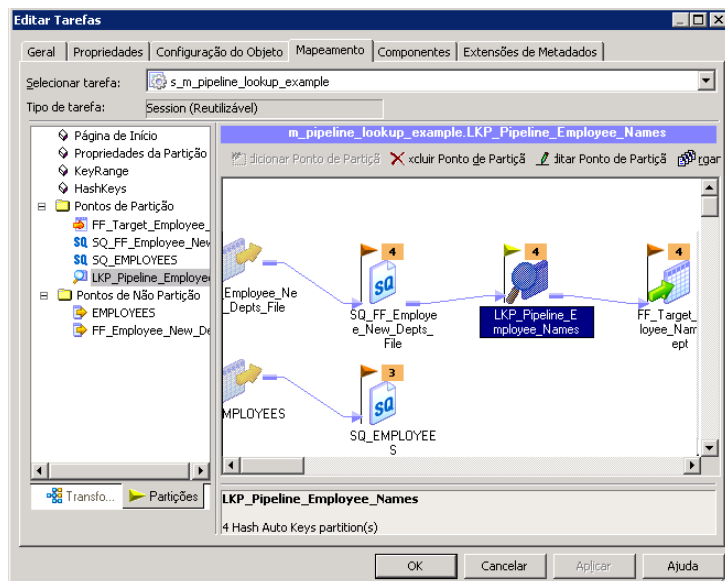 Editar Tarefas
Geral
Propriedades
Configuração do Objeto
Mapeamento
Componentes
Extensões de Metadados
Selecionar tarefa:
s_m_pipeline_lookup_example
Tipo de tarefa:
Session (Reutilizável)
Página de Início
Propriedades da Partição
KeyRange
HashKeys
Pontos de Partição
FF_Target_Employee_
SQ_FF_Employee_New
SQ_EMPLOYEES
LKP_Pipeline_Employee
Pontos de Não Partição
EMPLOYEES
FF_Employee_New_De
Transfo...
Partições
m_pipeline_lookup_example.LKP_Pipeline_Employee_Names
dicionar Ponto de Partiçã
xcluir Ponto de Partiçã
ditar Ponto de Partiçã
rgar
4
4
4
_Employee_Ne
_Depts_File
SQ_FF_Employe
e_New_Depts_
File
LKP_Pipeline_E
mployee_Names
FF_Target_
loyee_Nam
ept
3
MPLOYEES
SQ_EMPLOYEE
S
LKP_Pipeline_Employee_Names
4 Hash Auto Keys partition(s)
OK
Cancelar
Aplicar
Ajuda